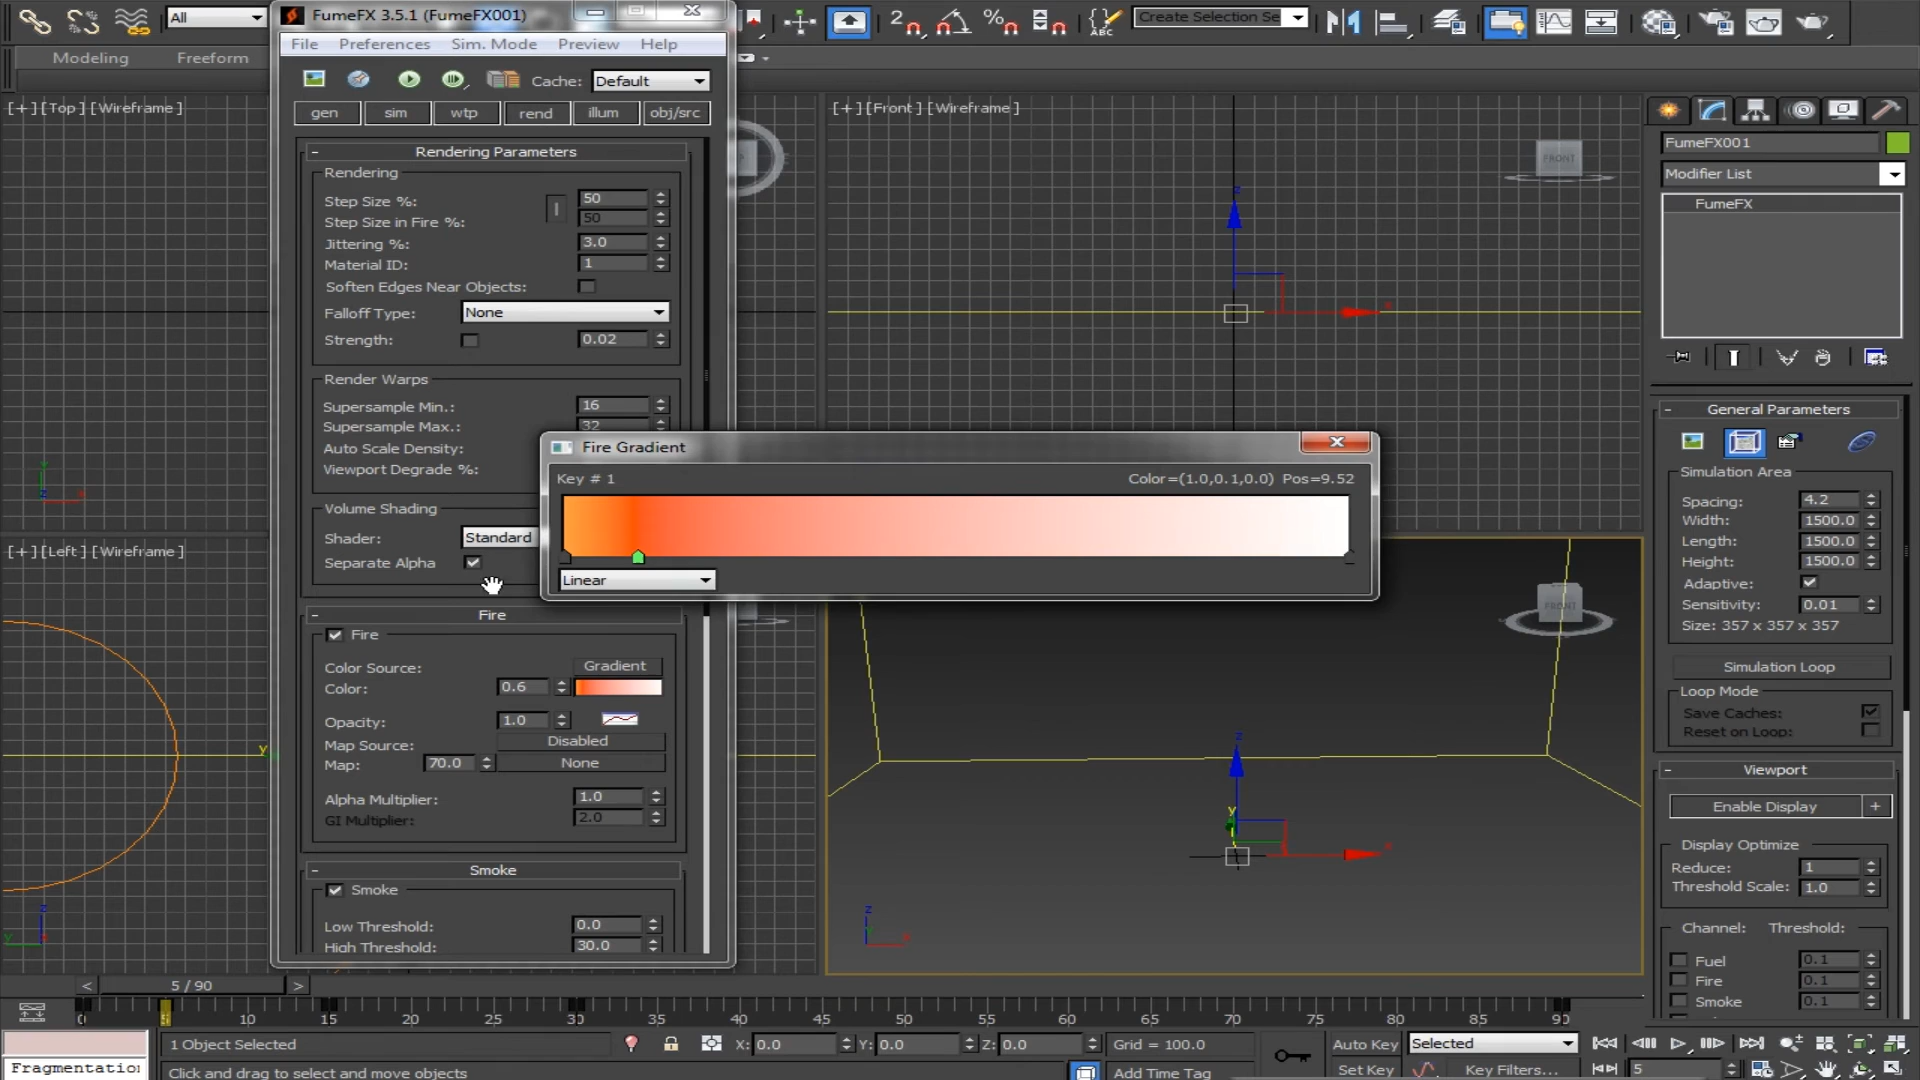 All
FumeFX 3.5.1 (FumeFX001)
2
Create Selection Se
ABC
File Preferences Sim. Mode Preview Help
Modeling Freeform
Cache: Default
gen sim wtp rend illum obj/src
[+][Top][Wireframe]
[+][Front][Wireframe]
FRONT
z
x
FumeFX001
Modifier List
FumeFX
- Rendering Parameters
Rendering
Step Size %: 50
Step Size in Fire %: 50
Jittering %: 3.0
Material ID: 1
Soften Edges Near Objects:
Falloff Type: None
Strength: 0.02
Render Warps
Supersample Min.: 16
Supersample Max.: 32
Auto Scale Density:
Viewport Degrade %:
Volume Shading
Shader: Standard
Separate Alpha
Fire Gradient
Key # 1 Color=(1.0,0.1,0.0) Pos=9.52
Linear
[+][Left][Wireframe]
- Fire
Fire
Color Source: Gradient
Color: 0.6
Opacity: 1.0
Map Source: Disabled
Map: 70.0 None
Alpha Multiplier: 1.0
GI Multiplier: 2.0
- Smoke
Smoke
Low Threshold: 0.0
High Threshold: 30.0
FRONT
z
y
x
- General Parameters
Simulation Area
Spacing: 4.2
Width: 1500.0
Length: 1500.0
Height: 1500.0
Adaptive:
Sensitivity: 0.01
Size: 357 x 357 x 357
Simulation Loop
Loop Mode
Save Caches:
Reset on Loop:
- Viewport
Enable Display +
Display Optimize
Reduce: 1
Threshold Scale: 1.0
Channel: Threshold:
Fuel 0.1
Fire 0.1
Smoke 0.1
< 5 / 90 >
0 5 10 15 20 25 30 35 40 45 50 55 60 65 70 75 80 85 90
1 Object Selected X: 0.0 Y: 0.0 Z: 0.0 Grid = 100.0 Auto Key Selected
Fragmentation Click and drag to select and move objects Add Time Tag Set Key Key Filters... 5